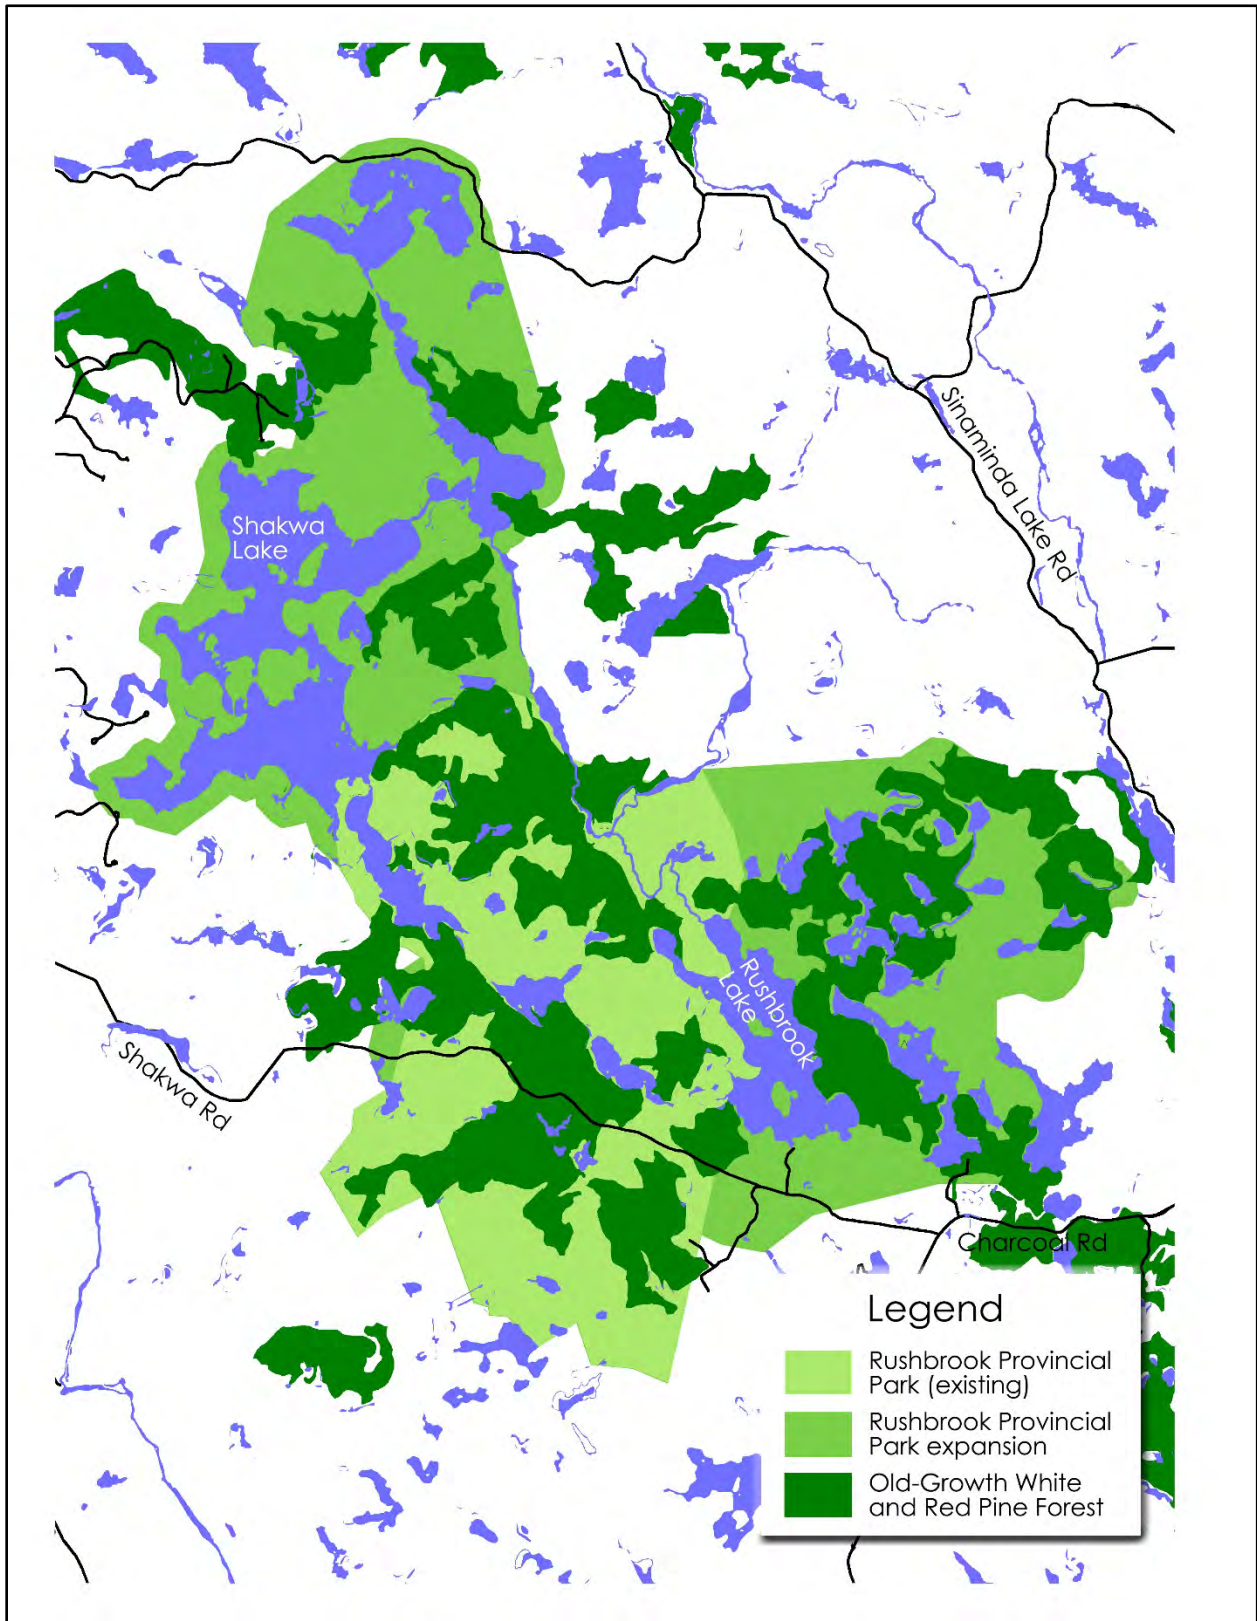 Shakwa
Lake
Sinaminda Lake Rd
Rushbrook
Lake
Shakwa Rd
Charcoal Rd
Legend
Rushbrook Provincial
Park (existing)
Rushbrook Provincial
Park expansion
Old-Growth White
and Red Pine Forest